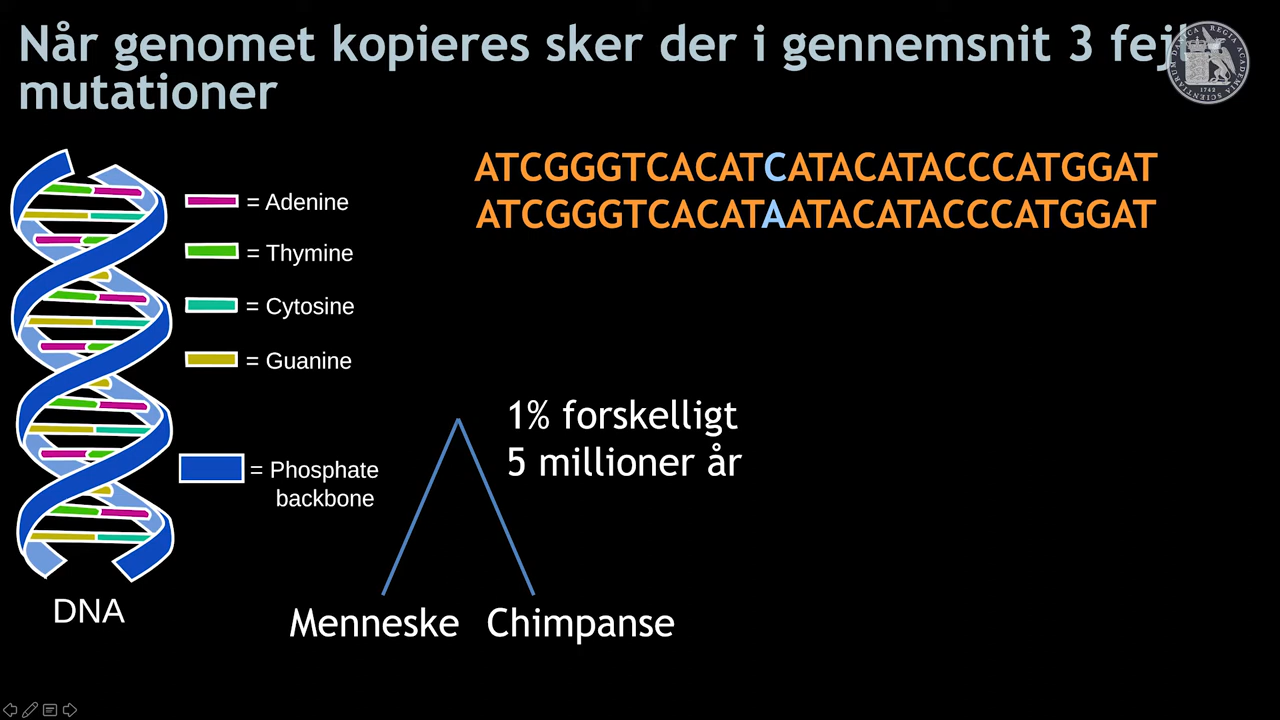 Når genomet kopieres sker der i gennemsnit 3 fejl:
mutationer
ATCGGGTCACATCATACATACCCATGGAT
ATCGGGTCACATAATACATACCCATGGAT
= Adenine
= Thymine
= Cytosine
= Guanine
= Phosphate
backbone
DNA
1% forskelligt
5 millioner år
Menneske Chimpanse
1742